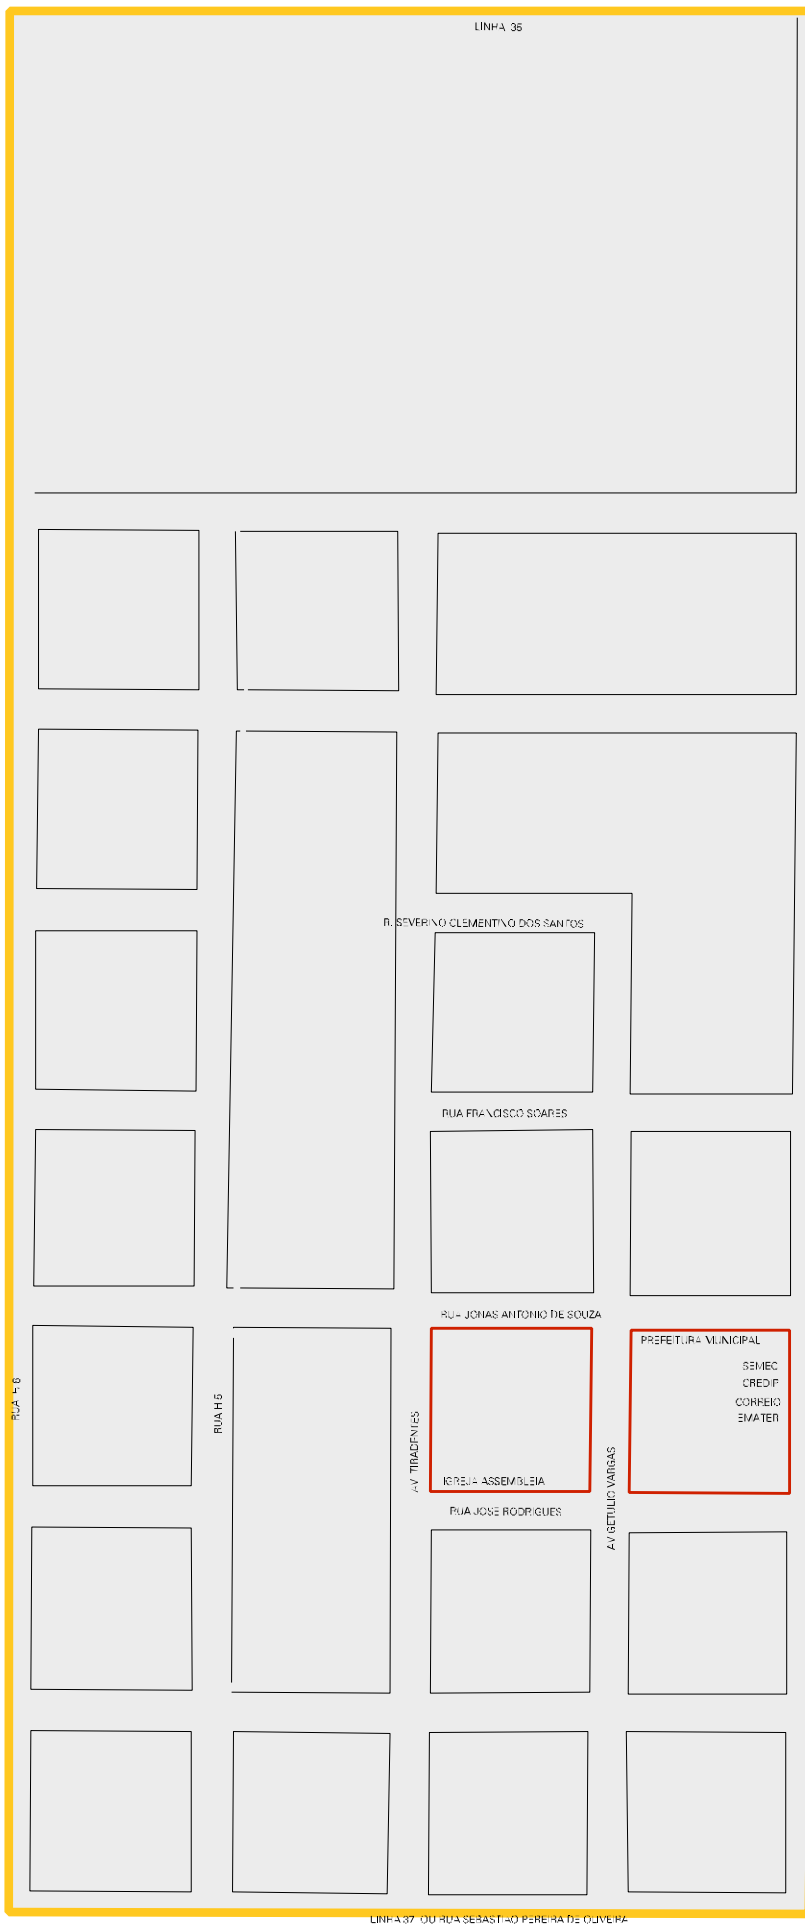 LINHA 35
R. SEVERINO CLEMENTINO DOS SANTOS
RUA FRANCISCO SOARES
RUA JONAS ANTONIO DE SOUZA
PREFEITURA MUNICIPAL
SEMEC
CREDIP
CORREIO
EMATER
RUA H 6
RUA H 5
AV. TIRADENTES
IGREJA ASSEMBLEIA
AV GETULIO VARGAS
RUA JOSE RODRIGUES
LINHA 37 OU RUA SEBASTIAO PEREIRA DE OLIVEIRA